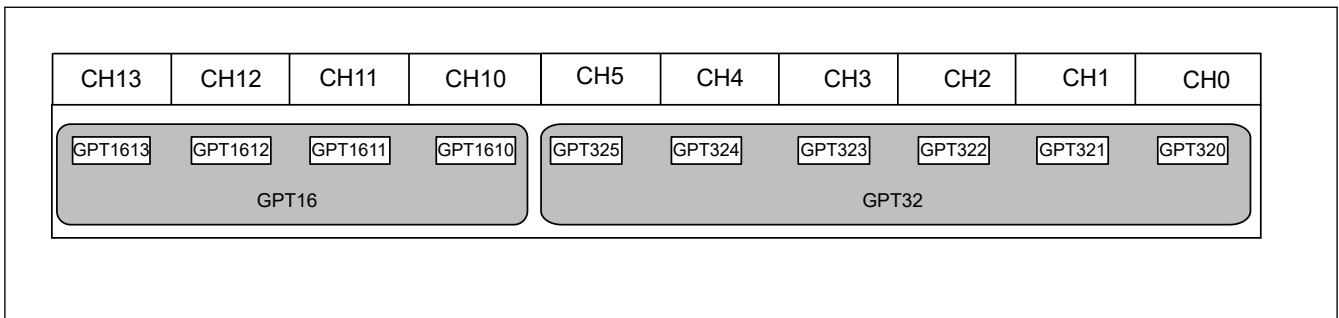 CH13 CH12 CH11 CH10 CH5 CH4 CH3 CH2 CH1 CH0
GPT1613 GPT1612 GPT1611 GPT1610 GPT325 GPT324 GPT323 GPT322 GPT321 GPT320
GPT16 GPT32